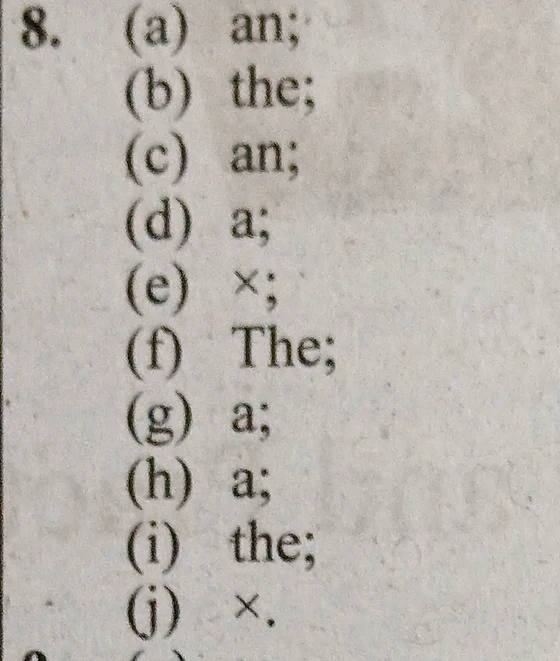 8. (a) an;
(b) the;
(c) an;
(d) a;
(e) ×;
(f) The;
(g) a;
(h) a;
(i) the;
(j) ×.